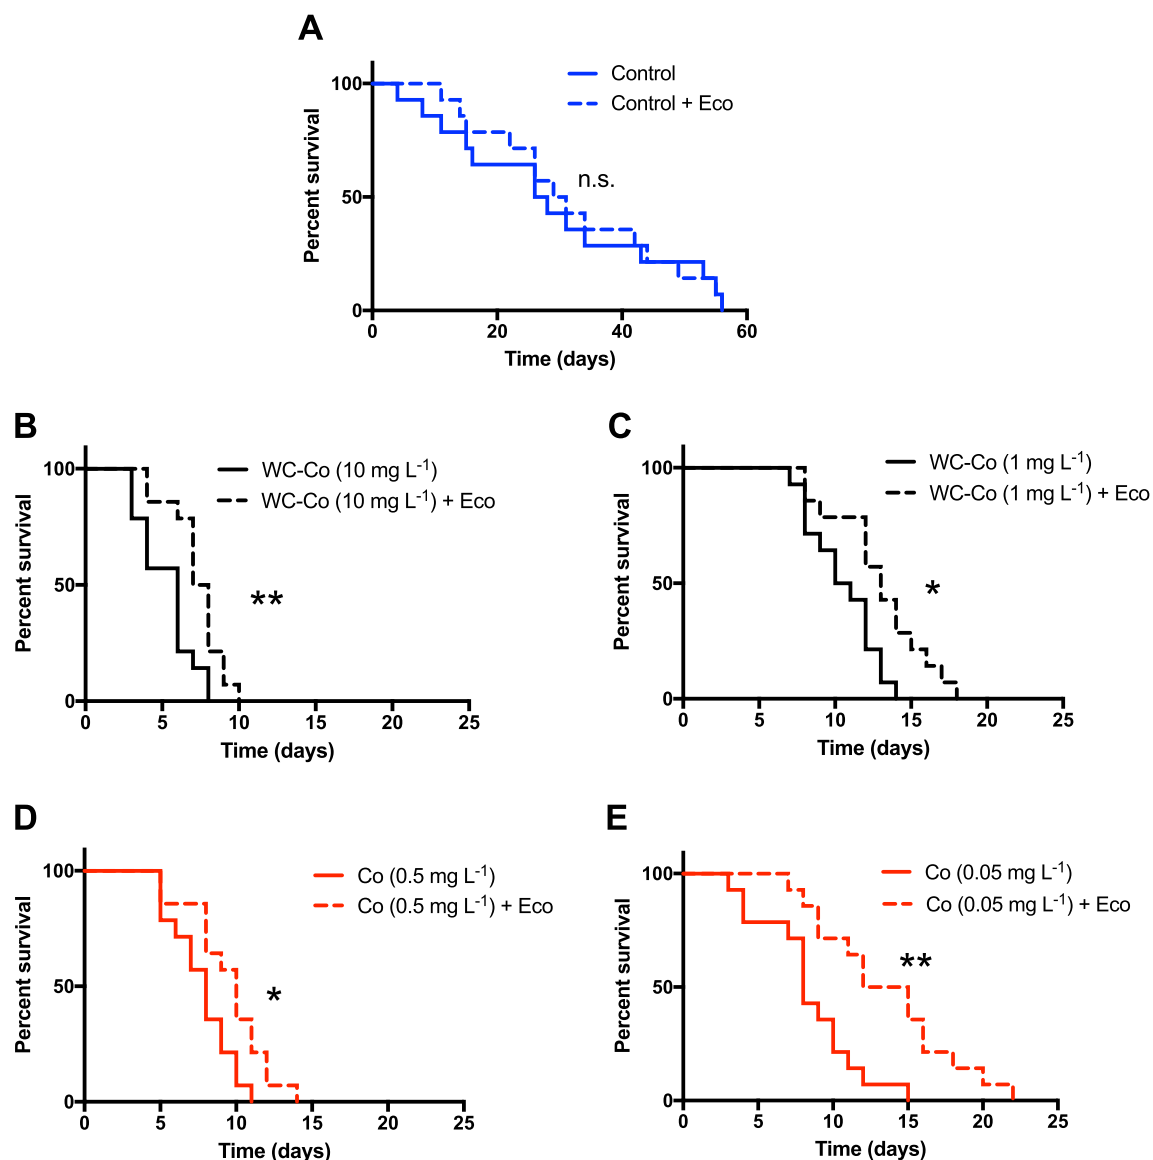 A
Control
Control + Eco
n.s.
Percent survival
100
50
0
0 20 40 60
Time (days)
B
WC-Co (10 mg L⁻¹)
WC-Co (10 mg L⁻¹) + Eco
**
Percent survival
100
50
0
0 5 10 15 20 25
Time (days)
C
WC-Co (1 mg L⁻¹)
WC-Co (1 mg L⁻¹) + Eco
*
Percent survival
100
50
0
0 5 10 15 20 25
Time (days)
D
Co (0.5 mg L⁻¹)
Co (0.5 mg L⁻¹) + Eco
*
Percent survival
100
50
0
0 5 10 15 20 25
Time (days)
E
Co (0.05 mg L⁻¹)
Co (0.05 mg L⁻¹) + Eco
**
Percent survival
100
50
0
0 5 10 15 20 25
Time (days)